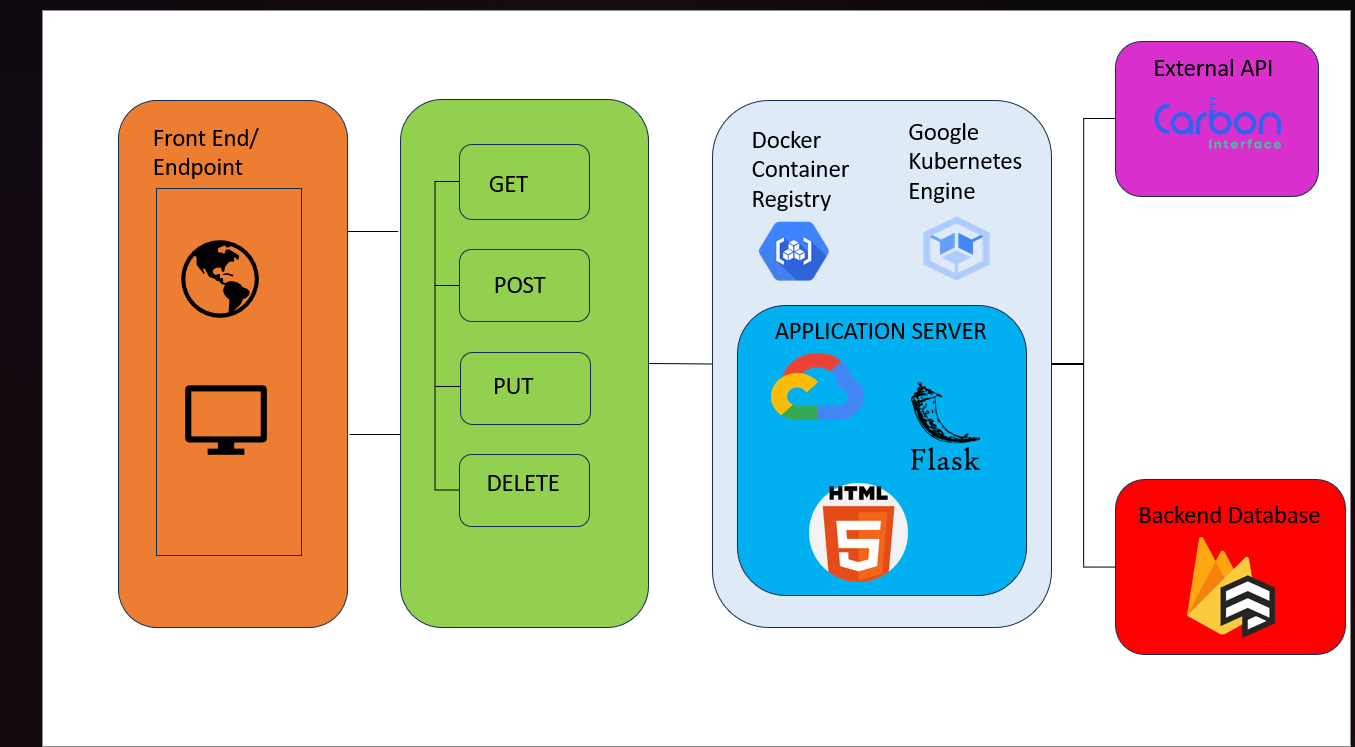 Front End/
Endpoint
GET
POST
PUT
DELETE
Docker
Container
Registry
Google
Kubernetes
Engine
APPLICATION SERVER
Flask
HTML
5
External API
Carbon
Interface
Backend Database